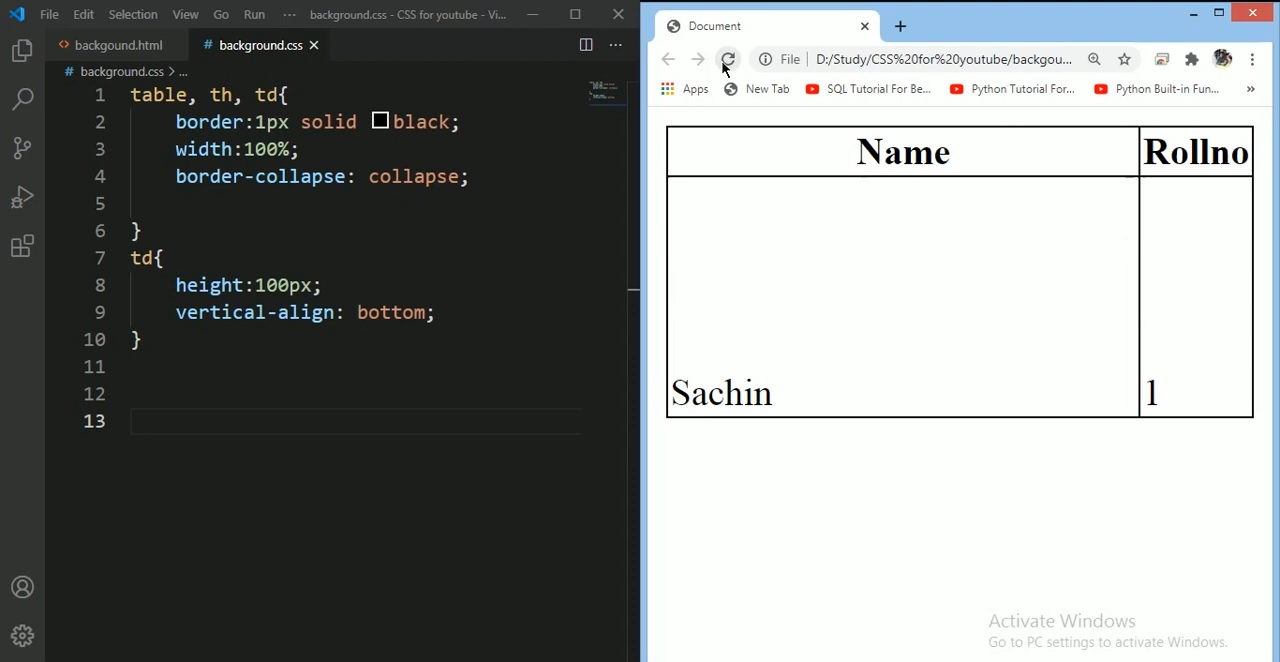 File Edit Selection View Go Run ··· background.css - CSS for youtube - Vi...
backgound.html # background.css
# background.css > ...
1 table, th, td{
2 border:1px solid black;
3 width:100%;
4 border-collapse: collapse;
5
6 }
7 td{
8 height:100px;
9 vertical-align: bottom;
10 }
11
12
13
Document
File D:/Study/CSS%20for%20youtube/backgou...
Apps New Tab SQL Tutorial For Be... Python Tutorial For... Python Built-in Fun... »
Name Rollno
Sachin 1
Activate Windows
Go to PC settings to activate Windows.